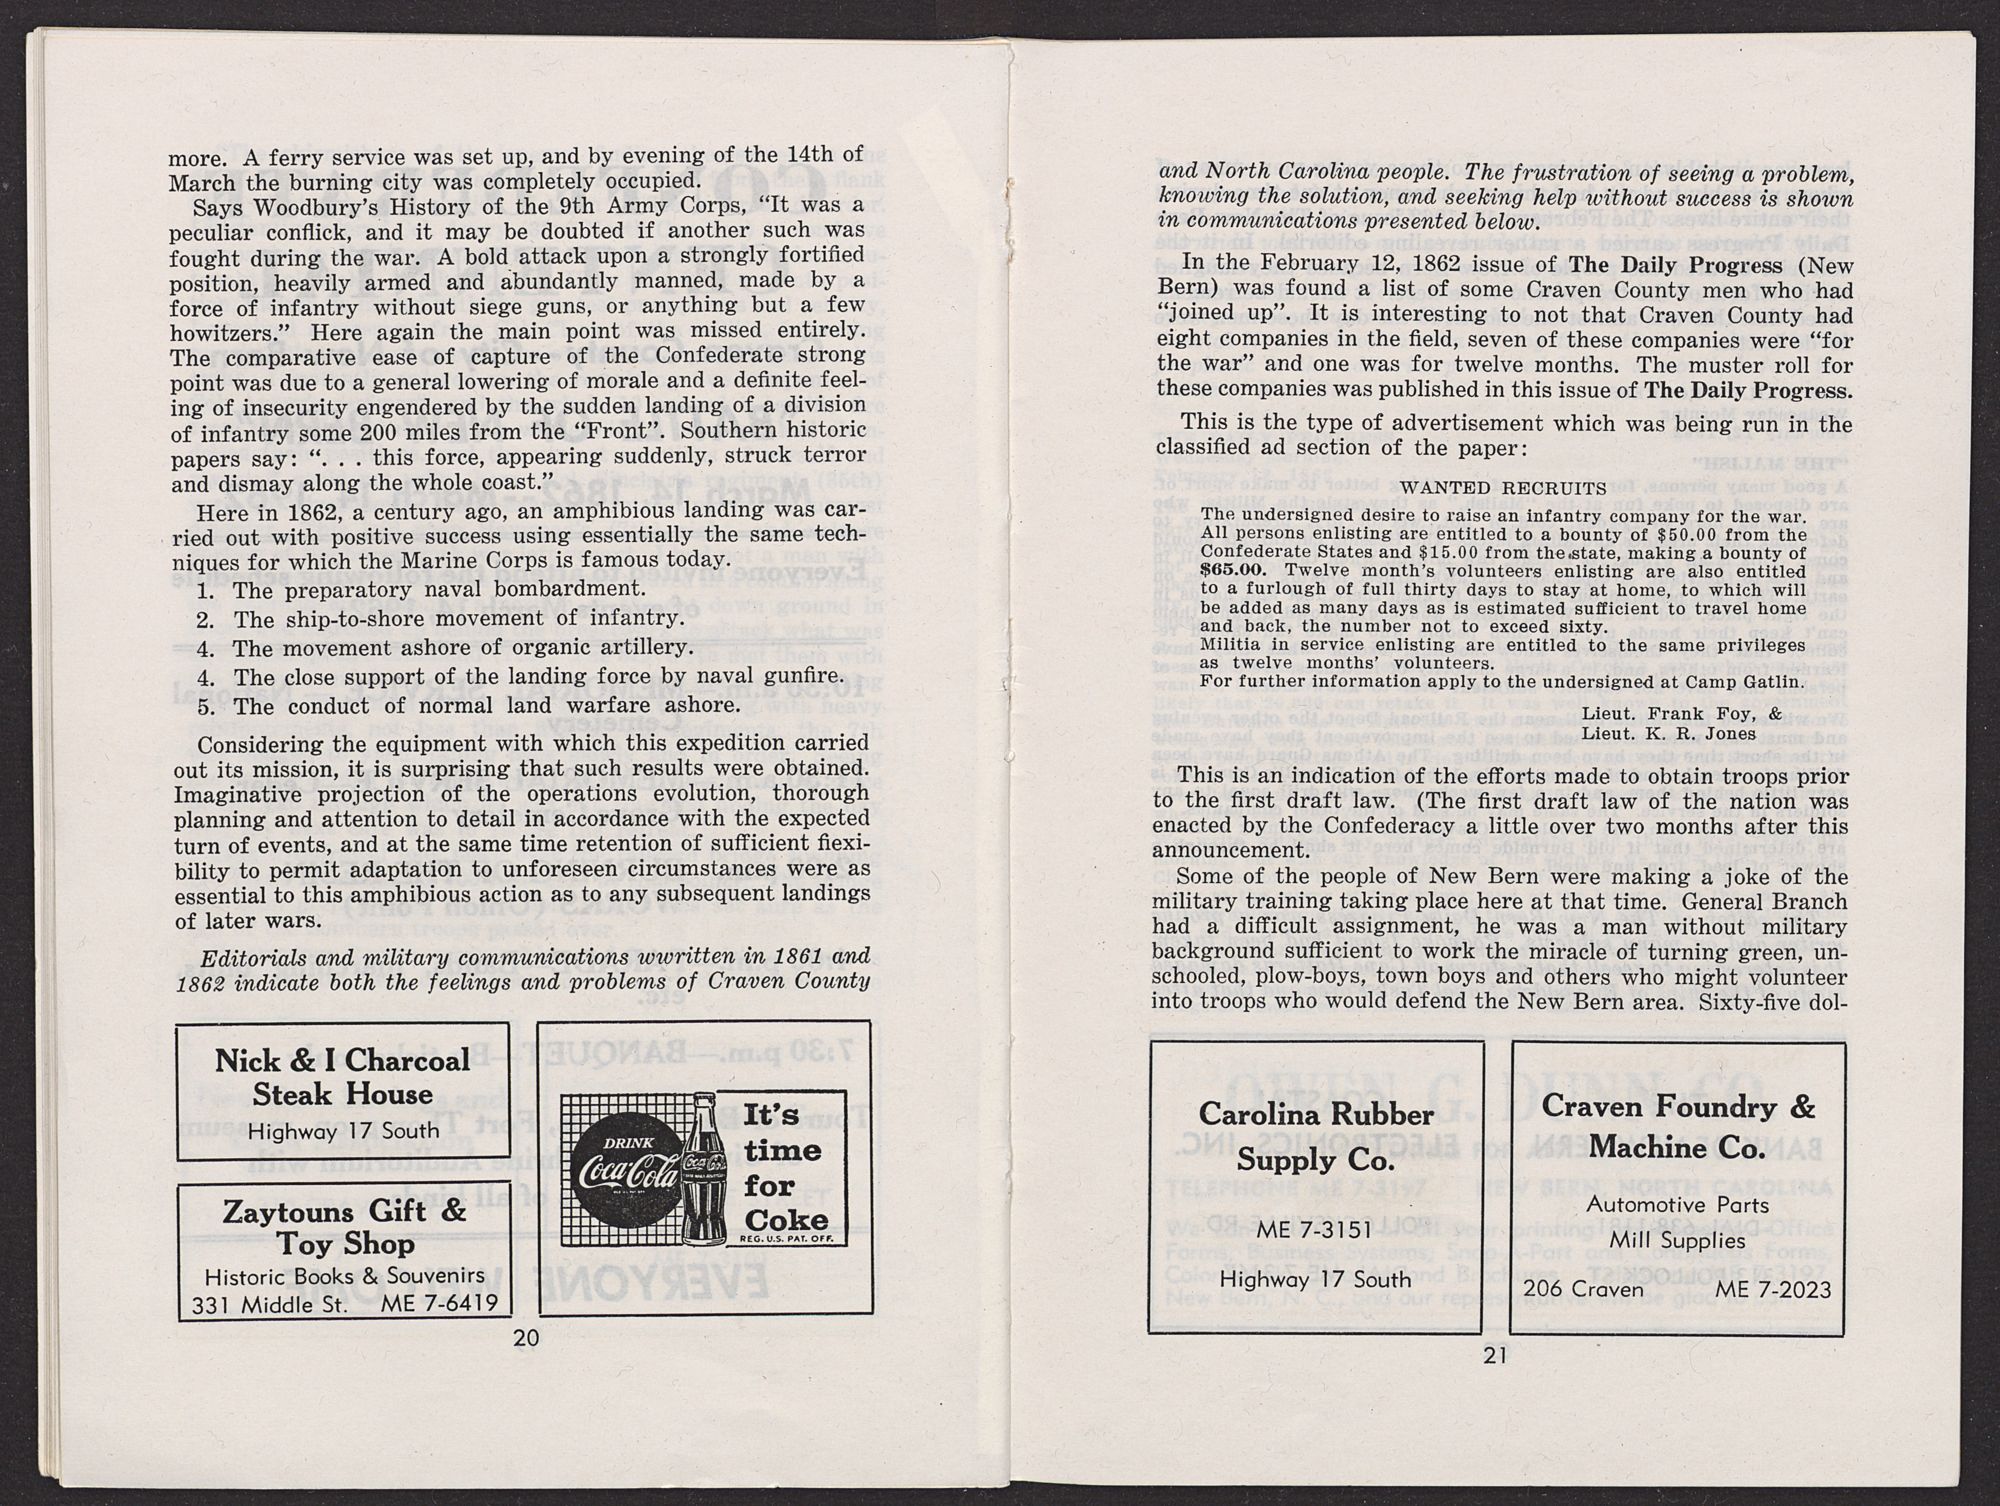 more. A ferry service was set up, and by evening of the 14th of
March the burning city was completely occupied.
Says Woodbury's History of the 9th Army Corps, “It was a
peculiar conflick, and it may be doubted if another such was
fought during the war. A bold attack upon a strongly fortified
position, heavily armed and abundantly manned, made by a
force of infantry without siege guns, or anything but a few
howitzers.” Here again the main point was missed entirely.
The comparative ease of capture of the Confederate strong
point was due to a general lowering of morale and a definite feel-
ing of insecurity engendered by the sudden landing of a division
of infantry some 200 miles from the “Front”. Southern historic
papers say: “. . . this force, appearing suddenly, struck terror
and dismay along the whole coast.”
Here in 1862, a century ago, an amphibious landing was car-
ried out with positive success using essentially the same tech-
niques for which the Marine Corps is famous today.
1. The preparatory naval bombardment.
2. The ship-to-shore movement of infantry.
4. The movement ashore of organic artillery.
4. The close support of the landing force by naval gunfire.
5. The conduct of normal land warfare ashore.
Considering the equipment with which this expedition carried
out its mission, it is surprising that such results were obtained.
Imaginative projection of the operations evolution, thorough
planning and attention to detail in accordance with the expected
turn of events, and at the same time retention of sufficient flexi-
bility to permit adaptation to unforeseen circumstances were as
essential to this amphibious action as to any subsequent landings
of later wars.
Editorials and military communications wwritten in 1861 and
1862 indicate both the feelings and problems of Craven County
Nick & I Charcoal
Steak House
Highway 17 South
Zaytouns Gift &
Toy Shop
Historic Books & Souvenirs
331 Middle St. ME 7-6419
DRINK
Coca-Cola
Coca-Cola
It's
time
for
Coke
REG. U.S. PAT. OFF.
20
and North Carolina people. The frustration of seeing a problem,
knowing the solution, and seeking help without success is shown
in communications presented below.
In the February 12, 1862 issue of The Daily Progress (New
Bern) was found a list of some Craven County men who had
“joined up”. It is interesting to not that Craven County had
eight companies in the field, seven of these companies were “for
the war” and one was for twelve months. The muster roll for
these companies was published in this issue of The Daily Progress.
This is the type of advertisement which was being run in the
classified ad section of the paper:
WANTED RECRUITS
The undersigned desire to raise an infantry company for the war.
All persons enlisting are entitled to a bounty of $50.00 from the
Confederate States and $15.00 from the state, making a bounty of
$65.00. Twelve month's volunteers enlisting are also entitled
to a furlough of full thirty days to stay at home, to which will
be added as many days as is estimated sufficient to travel home
and back, the number not to exceed sixty.
Militia in service enlisting are entitled to the same privileges
as twelve months' volunteers.
For further information apply to the undersigned at Camp Gatlin.
Lieut. Frank Foy, &
Lieut. K. R. Jones
This is an indication of the efforts made to obtain troops prior
to the first draft law. (The first draft law of the nation was
enacted by the Confederacy a little over two months after this
announcement.
Some of the people of New Bern were making a joke of the
military training taking place here at that time. General Branch
had a difficult assignment, he was a man without military
background sufficient to work the miracle of turning green, un-
schooled, plow-boys, town boys and others who might volunteer
into troops who would defend the New Bern area. Sixty-five dol-
Carolina Rubber
Supply Co.
ME 7-3151
Highway 17 South
Craven Foundry &
Machine Co.
Automotive Parts
Mill Supplies
206 Craven ME 7-2023
21